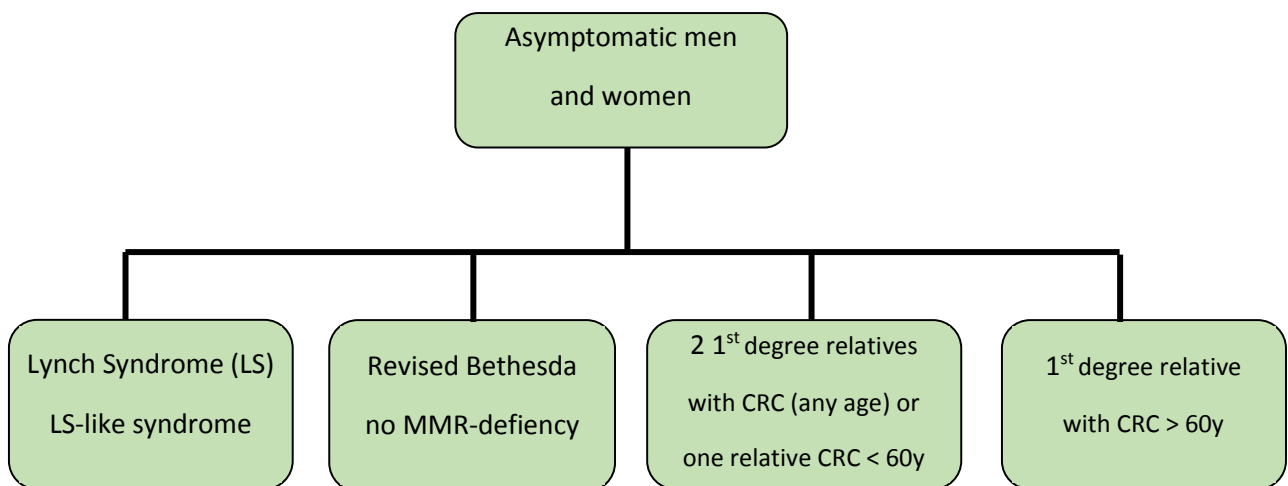 Asymptomatic men
and women
Lynch Syndrome (LS)
LS-like syndrome
Revised Bethesda
no MMR-defiency
2 1st degree relatives
with CRC (any age) or
one relative CRC < 60y
1st degree relative
with CRC > 60y